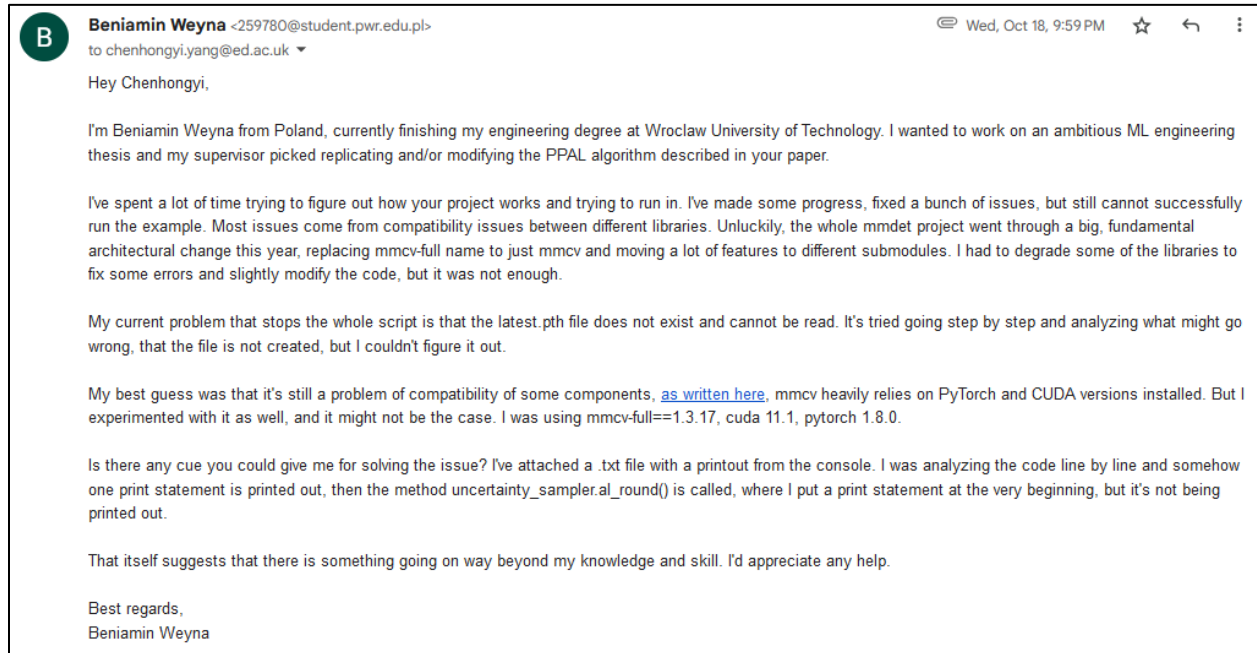 B
Beniamin Weyna <259780@student.pwr.edu.pl>
Wed, Oct 18, 9:59 PM
to chenhongyi.yang@ed.ac.uk
Hey Chenhongyi,
I'm Beniamin Weyna from Poland, currently finishing my engineering degree at Wroclaw University of Technology. I wanted to work on an ambitious ML engineering
thesis and my supervisor picked replicating and/or modifying the PPAL algorithm described in your paper.
I've spent a lot of time trying to figure out how your project works and trying to run in. I've made some progress, fixed a bunch of issues, but still cannot successfully
run the example. Most issues come from compatibility issues between different libraries. Unluckily, the whole mmdet project went through a big, fundamental
architectural change this year, replacing mmcv-full name to just mmcv and moving a lot of features to different submodules. I had to degrade some of the libraries to
fix some errors and slightly modify the code, but it was not enough.
My current problem that stops the whole script is that the latest.pth file does not exist and cannot be read. It's tried going step by step and analyzing what might go
wrong, that the file is not created, but I couldn't figure it out.
My best guess was that it's still a problem of compatibility of some components, as written here, mmcv heavily relies on PyTorch and CUDA versions installed. But I
experimented with it as well, and it might not be the case. I was using mmcv-full==1.3.17, cuda 11.1, pytorch 1.8.0.
Is there any cue you could give me for solving the issue? I've attached a .txt file with a printout from the console. I was analyzing the code line by line and somehow
one print statement is printed out, then the method uncertainty_sampler.al_round() is called, where I put a print statement at the very beginning, but it's not being
printed out.
That itself suggests that there is something going on way beyond my knowledge and skill. I'd appreciate any help.
Best regards,
Beniamin Weyna